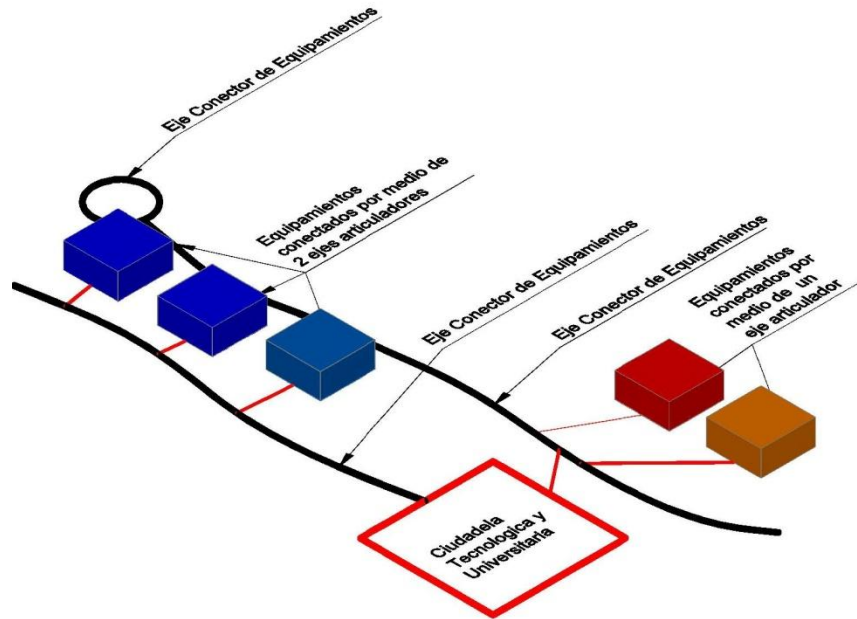 Eje Conector de Equipamientos
Equipamientos
conectados por medio de
2 ejes articuladores
Eje Conector de Equipamientos
Eje Conector de Equipamientos
Equipamientos
conectados por
medio de un
eje articulador
Ciudadela
Tecnologica y
Universitaria